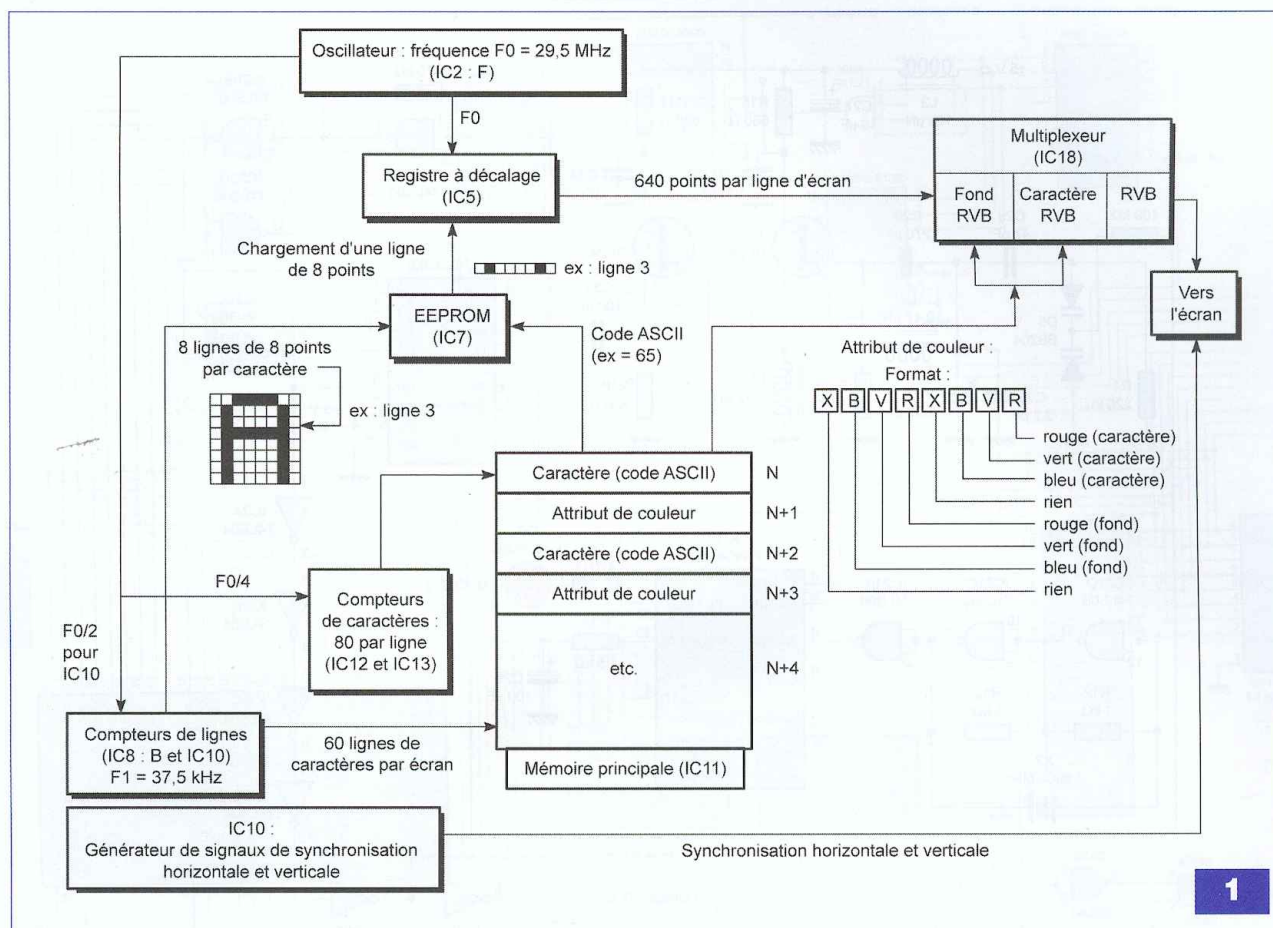 Oscillateur : fréquence F0 = 29,5 MHz
(IC2 : F)
F0
Registre à décalage
(IC5)
640 points par ligne d'écran
Multiplexeur
(IC18)
Fond
RVB
Caractère
RVB
RVB
Chargement d'une ligne
de 8 points
ex : ligne 3
EEPROM
(IC7)
Code ASCII
(ex = 65)
Vers
l'écran
8 lignes de 8 points
par caractère
ex : ligne 3
Attribut de couleur :
Format :
X B V R X B V R
rouge (caractère)
vert (caractère)
bleu (caractère)
rien
rouge (fond)
vert (fond)
bleu (fond)
rien
Caractère (code ASCII) N
Attribut de couleur N+1
Caractère (code ASCII) N+2
Attribut de couleur N+3
etc. N+4
Mémoire principale (IC11)
F0/4
Compteurs
de caractères :
80 par ligne
(IC12 et IC13)
F0/2
pour
IC10
Compteurs de lignes
(IC8 : B et IC10)
F1 = 37,5 kHz
60 lignes de
caractères par écran
IC10 :
Générateur de signaux de synchronisation
horizontale et verticale
Synchronisation horizontale et verticale
1